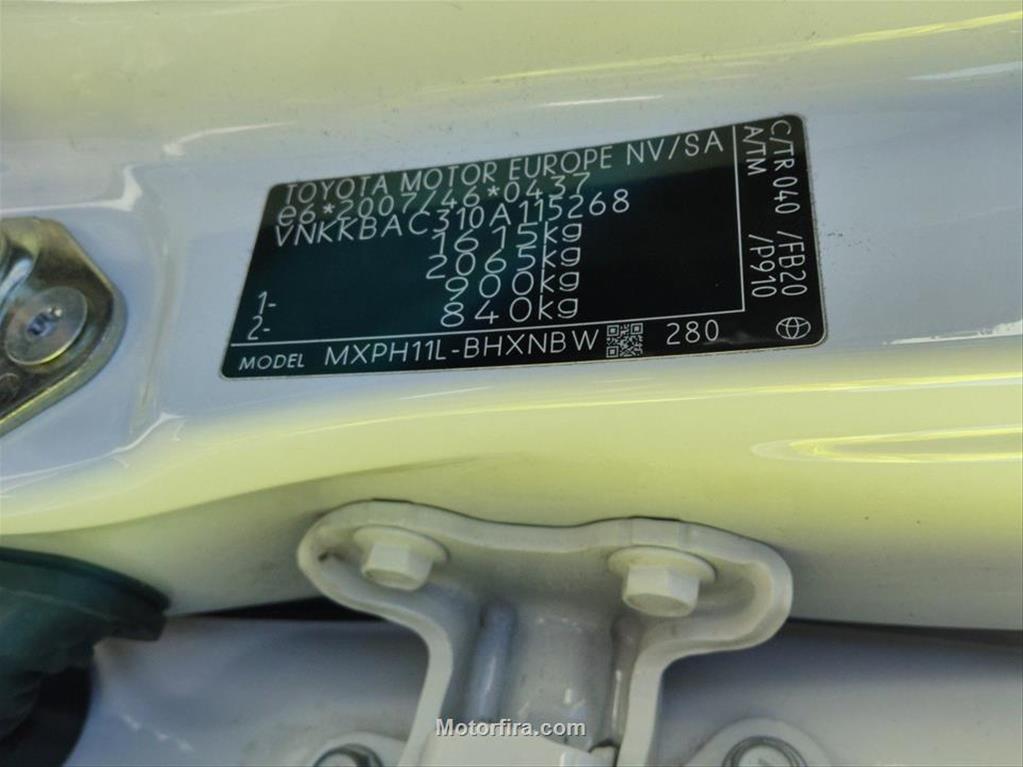 TOYOTA MOTOR EUROPE NV/SA
e6*2007/46*0437
VNKKBAC310A115268
1615kg
2065kg
1- 900kg
2- 840kg
MODEL MXPH11L-BHXNBW 280
C/TR 040 /FB20
A/TM /P910
Motorfira.com